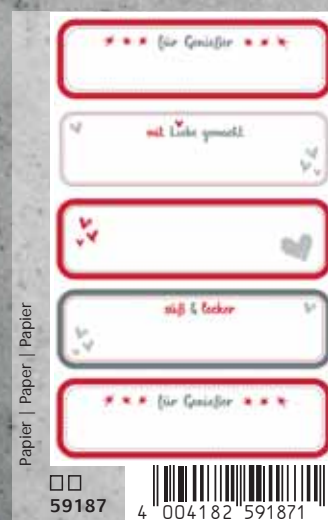 für Genießer
mit Liebe gemacht
süß & lecker
für Genießer
Papier | Paper | Papier
59187
4 004182 591871